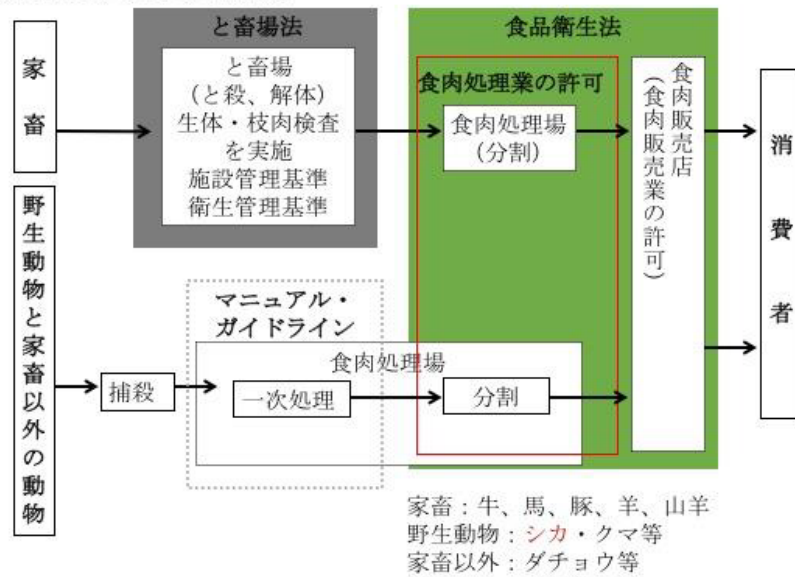 と畜場法
食品衛生法
家畜
と畜場
（と殺、解体）
生体・枝肉検査
を実施
施設管理基準
衛生管理基準
食肉処理業の許可
食肉処理場
（分割）
食肉販売店
（食肉販売業の許可）
消費者
野生動物と家畜以外の動物
捕殺
マニュアル・
ガイドライン
食肉処理場
一次処理
分割
家畜：牛、馬、豚、羊、山羊
野生動物：シカ・クマ等
家畜以外：ダチョウ等